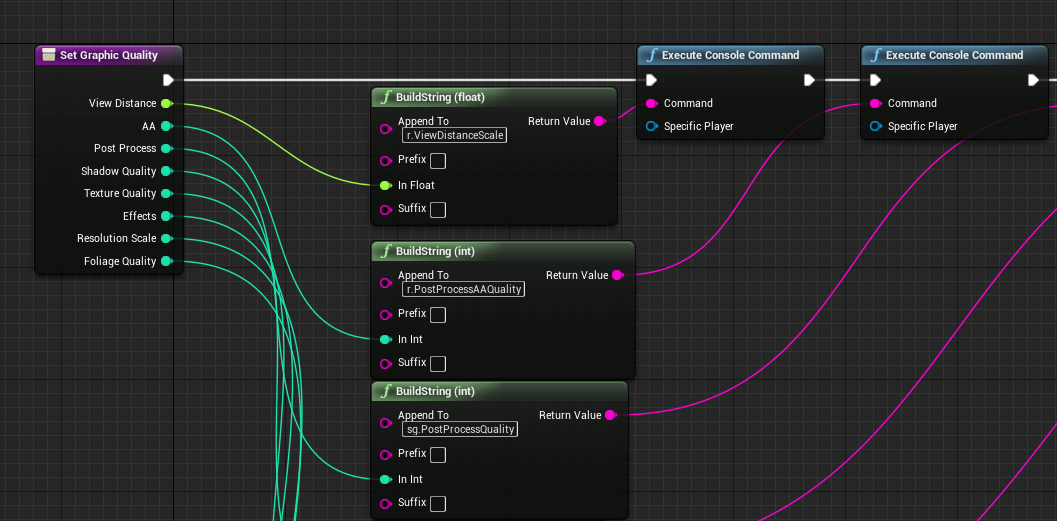 Set Graphic Quality
View Distance
AA
Post Process
Shadow Quality
Texture Quality
Effects
Resolution Scale
Foliage Quality
BuildString (float)
Append To
r.ViewDistanceScale
Return Value
Prefix
In Float
Suffix
BuildString (int)
Append To
r.PostProcessAAQuality
Return Value
Prefix
In Int
Suffix
BuildString (int)
Append To
sg.PostProcessQuality
Return Value
Prefix
In Int
Suffix
Execute Console Command
Command
Specific Player
Execute Console Command
Command
Specific Player